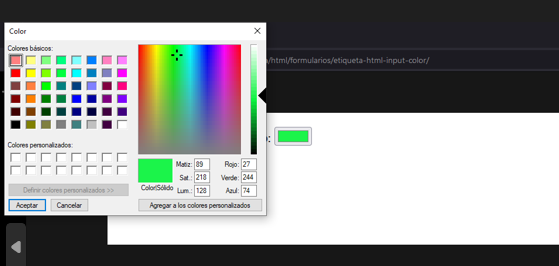 Color
Colores básicos:
/html/formularios/etiqueta-html-input-color/
Colores personalizados:
Definir colores personalizados >>
Aceptar
Cancelar
Color|Sólido
Matiz: 89
Sat.: 218
Lum.: 128
Rojo: 27
Verde: 244
Azul: 74
Agregar a los colores personalizados